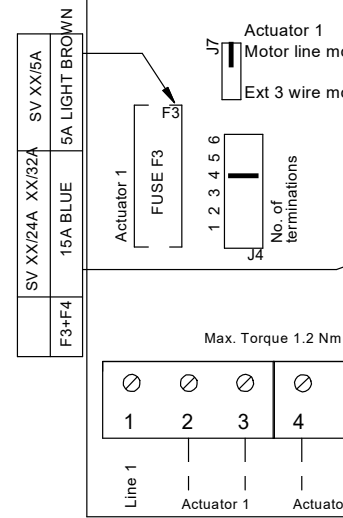 SV XX/5A
5A LIGHT BROWN
SV XX/24A XX/32A
15A BLUE
F3+F4
F3
FUSE F3
Actuator 1
J7
Actuator 1
Motor line mo
Ext 3 wire mo
1 2 3 4 5 6
J4
No. of
terminations
Max. Torque 1.2 Nm
1 2 3 4
Line 1
Actuator 1
Actuato